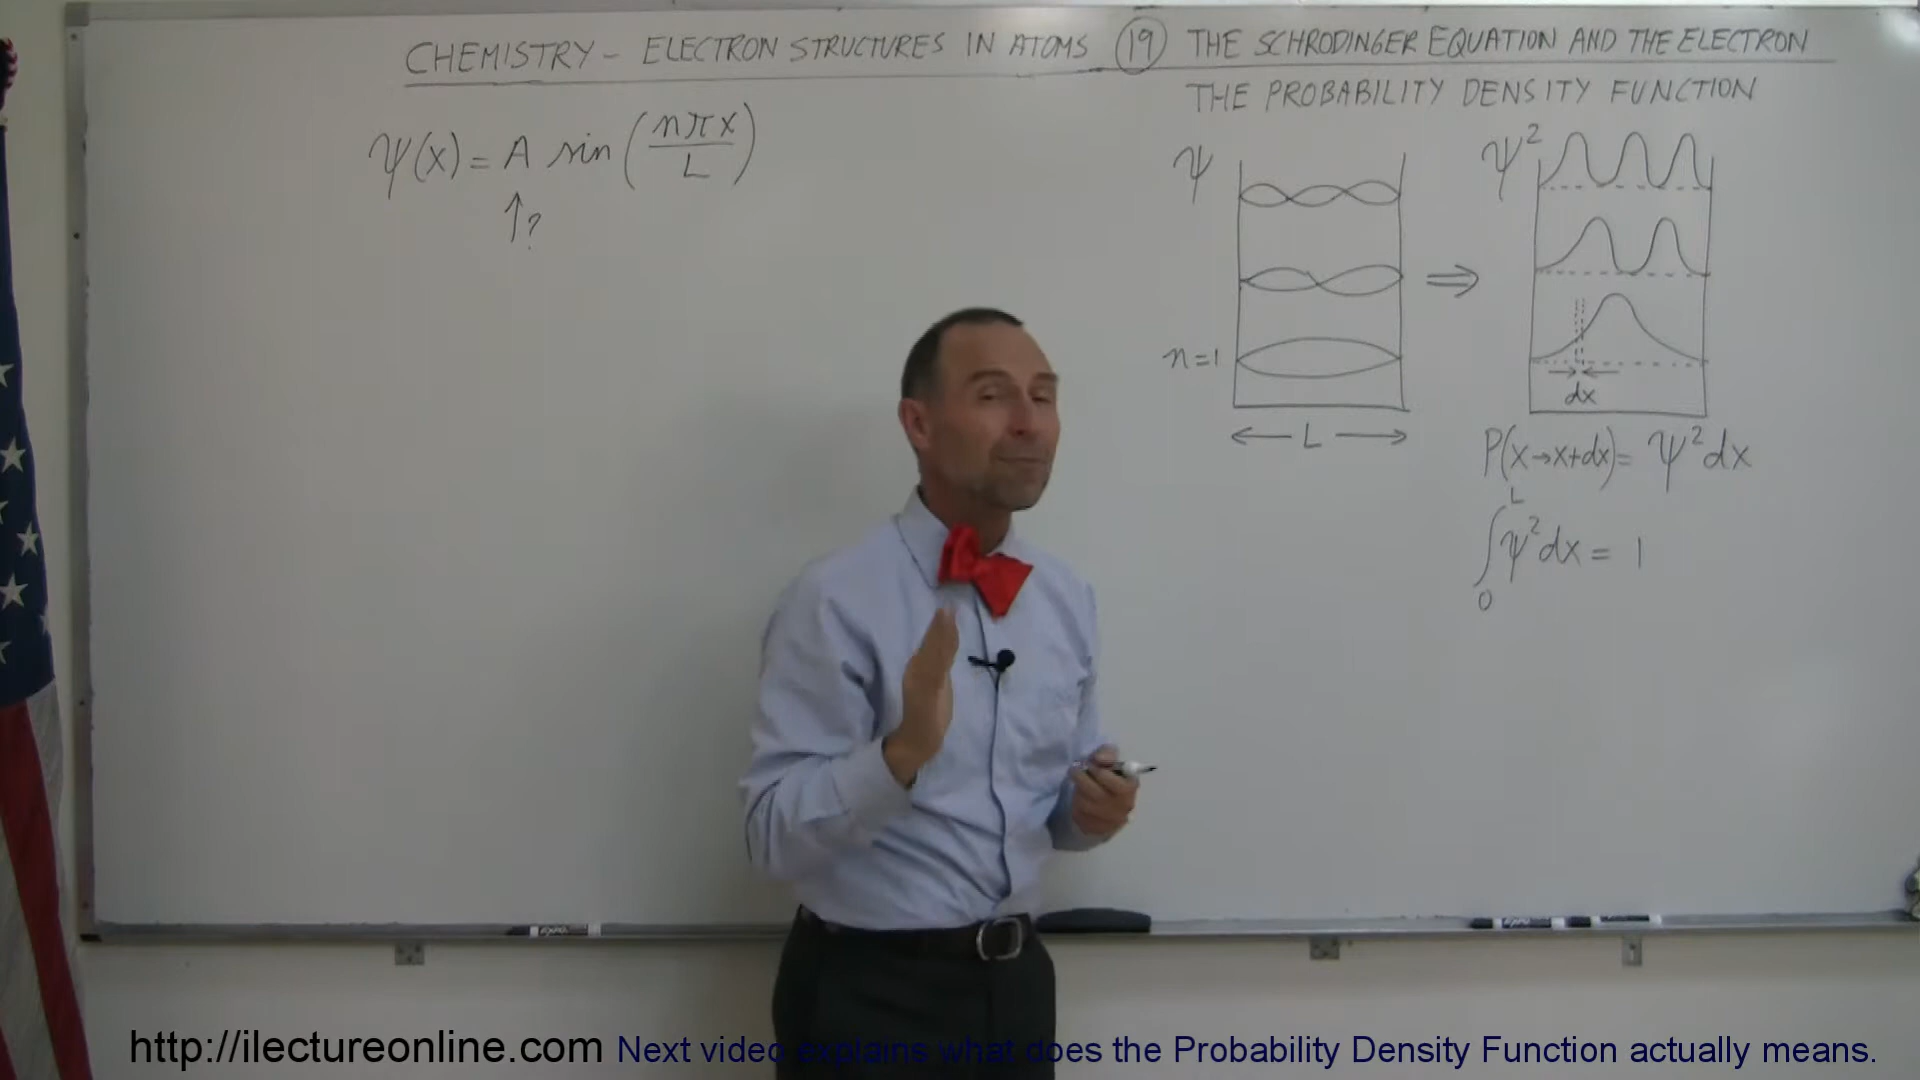 CHEMISTRY - ELECTRON STRUCTURES IN ATOMS (19) THE SCHRODINGER EQUATION AND THE ELECTRON
THE PROBABILITY DENSITY FUNCTION
ψ(x) = A sin(nπx/L)
↑?
ψ
ψ²
⇒
n=1
dx
← L →
P(x→x+dx) = ψ²dx
∫₀ᴸ ψ²dx = 1
EXPO
http://ilectureonline.com Next video explains what does the Probability Density Function actually means.